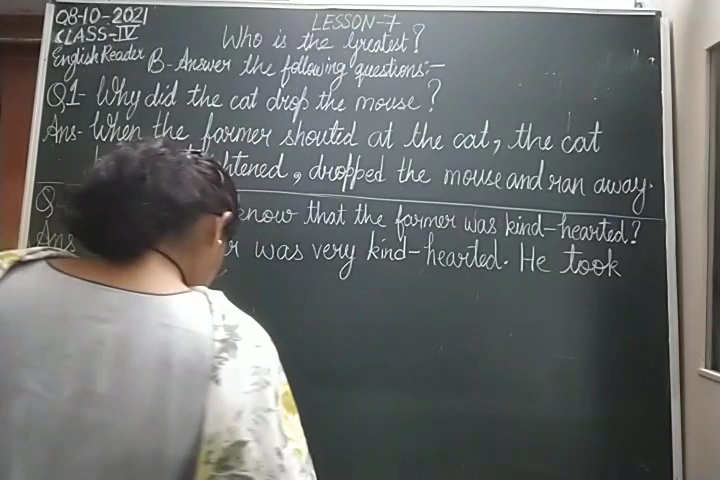 08-10-2021
CLASS-IV
English Reader
LESSON-7
Who is the Greatest?
B-Answer the following questions:-
Q1- Why did the cat drop the mouse?
Ans- When the farmer shouted at the cat, the cat
htened, dropped the mouse and ran away.
Q know that the farmer was kind-hearted?
Ans r was very kind-hearted. He took